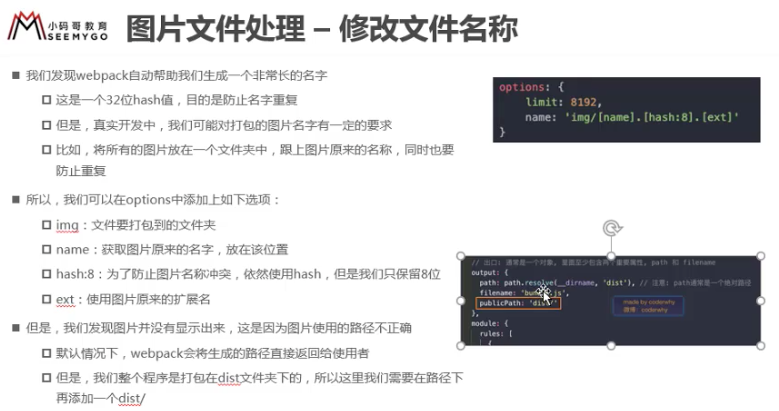 小码哥教育
SEEMYGO
图片文件处理 – 修改文件名称
我们发现webpack自动帮助我们生成一个非常长的名字
这是一个32位hash值，目的是防止名字重复
但是，真实开发中，我们可能对打包的图片名字有一定的要求
比如，将所有的图片放在一个文件夹中，跟上图片原来的名称，同时也要
防止重复
所以，我们可以在options中添加上如下选项：
img：文件要打包到的文件夹
name：获取图片原来的名字，放在该位置
hash:8：为了防止图片名称冲突，依然使用hash，但是我们只保留8位
ext：使用图片原来的扩展名
但是，我们发现图片并没有显示出来，这是因为图片使用的路径不正确
默认情况下，webpack会将生成的路径直接返回给使用者
但是，我们整个程序是打包在dist文件夹下的，所以这里我们需要在路径下
再添加一个dist/
options: {
limit: 8192,
name: 'img/[name].[hash:8].[ext]'
}
// 出口: 通常是一个对象, 里面至少包含两个重要属性, path 和 filename
output: {
path: path.resolve(__dirname, 'dist'), // 注意: path通常是一个绝对路径
filename: 'bundle.js',
publicPath: 'dist/'
},
module: {
rules: [
{
made by coderwhy
微博: coderwhy